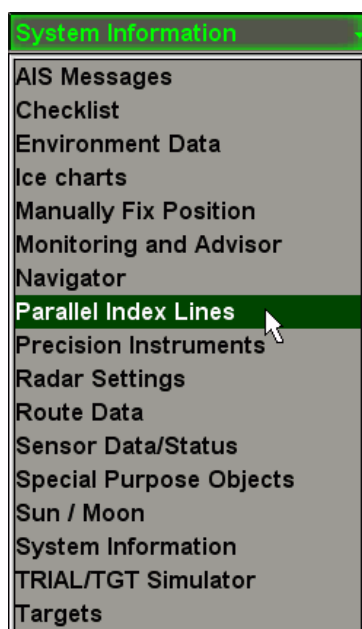 System Information
AIS Messages
Checklist
Environment Data
Ice charts
Manually Fix Position
Monitoring and Advisor
Navigator
Parallel Index Lines
Precision Instruments
Radar Settings
Route Data
Sensor Data/Status
Special Purpose Objects
Sun / Moon
System Information
TRIAL/TGT Simulator
Targets